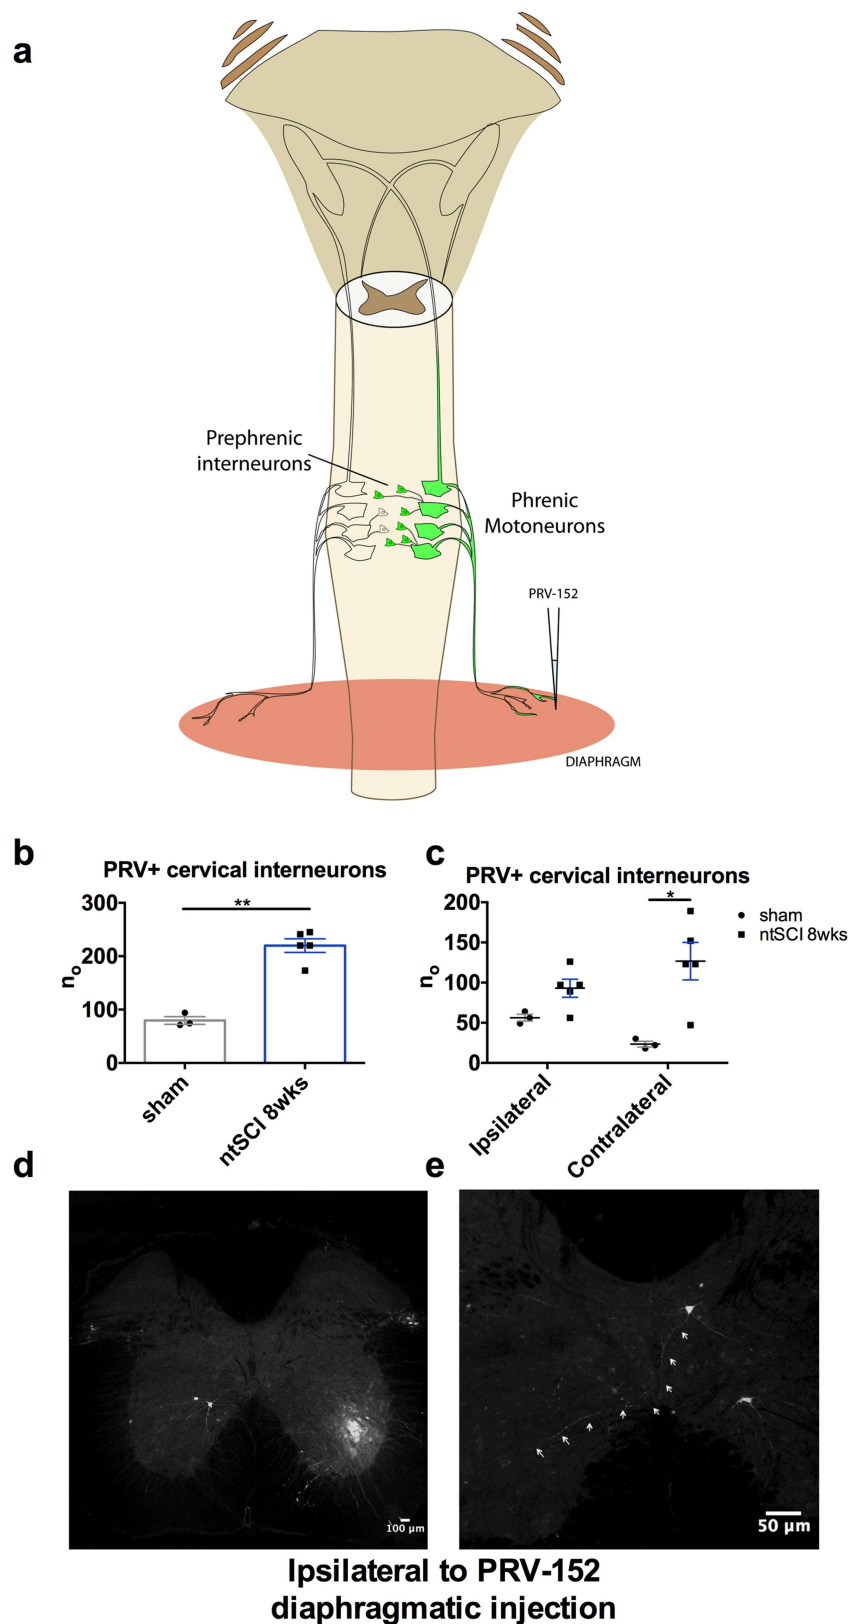 a
Prephrenic
interneurons
Phrenic
Motoneurons
PRV-152
DIAPHRAGM
b
PRV+ cervical interneurons
300
200
100
0
no
**
sham
ntSCI 8wks
c
PRV+ cervical interneurons
200
150
100
50
0
no
*
sham
ntSCI 8wks
Ipsilateral
Contralateral
d
100 µm
e
50 µm
Ipsilateral to PRV-152
diaphragmatic injection